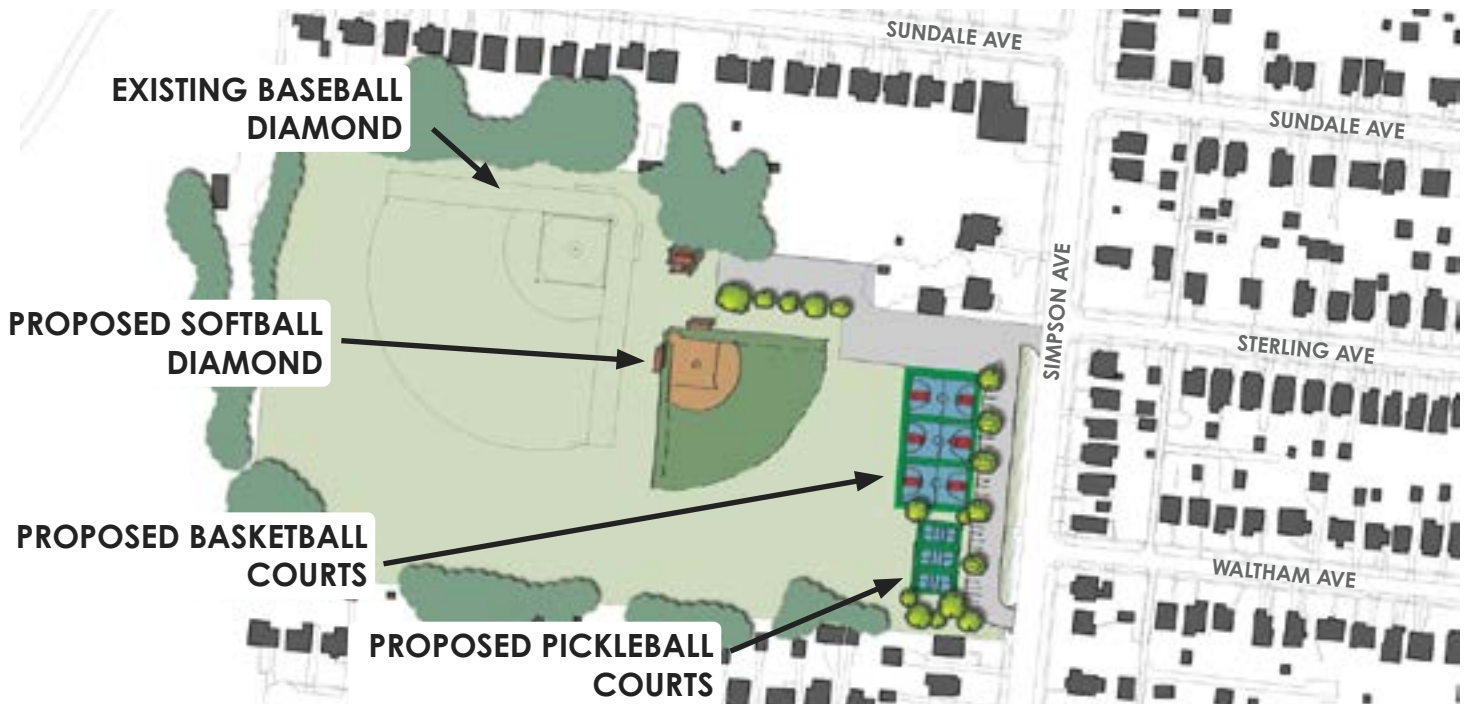 SUNDALE AVE
EXISTING BASEBALL
DIAMOND
SUNDALE AVE
SIMPSON AVE
PROPOSED SOFTBALL
DIAMOND
STERLING AVE
PROPOSED BASKETBALL
COURTS
WALTHAM AVE
PROPOSED PICKLEBALL
COURTS